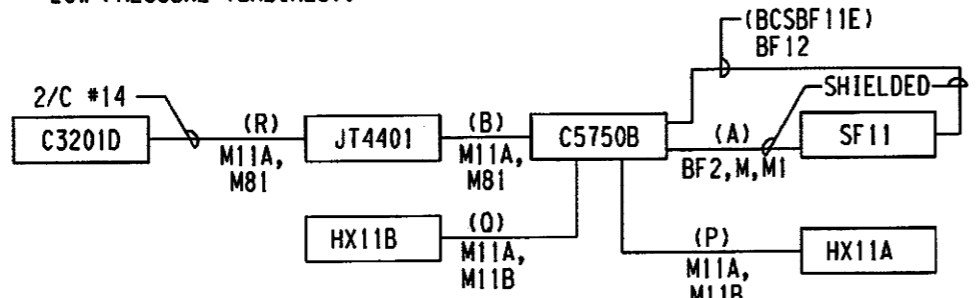 (BCSBF11E)
BF12
2/C #14
SHIELDED
C3201D
(R)
M11A,
M81
JT4401
(B)
M11A,
M81
C5750B
(A)
BF2,M,M1
SF11
HX11B
(Q)
M11A,
M11B
(P)
M11A,
M11B
HX11A